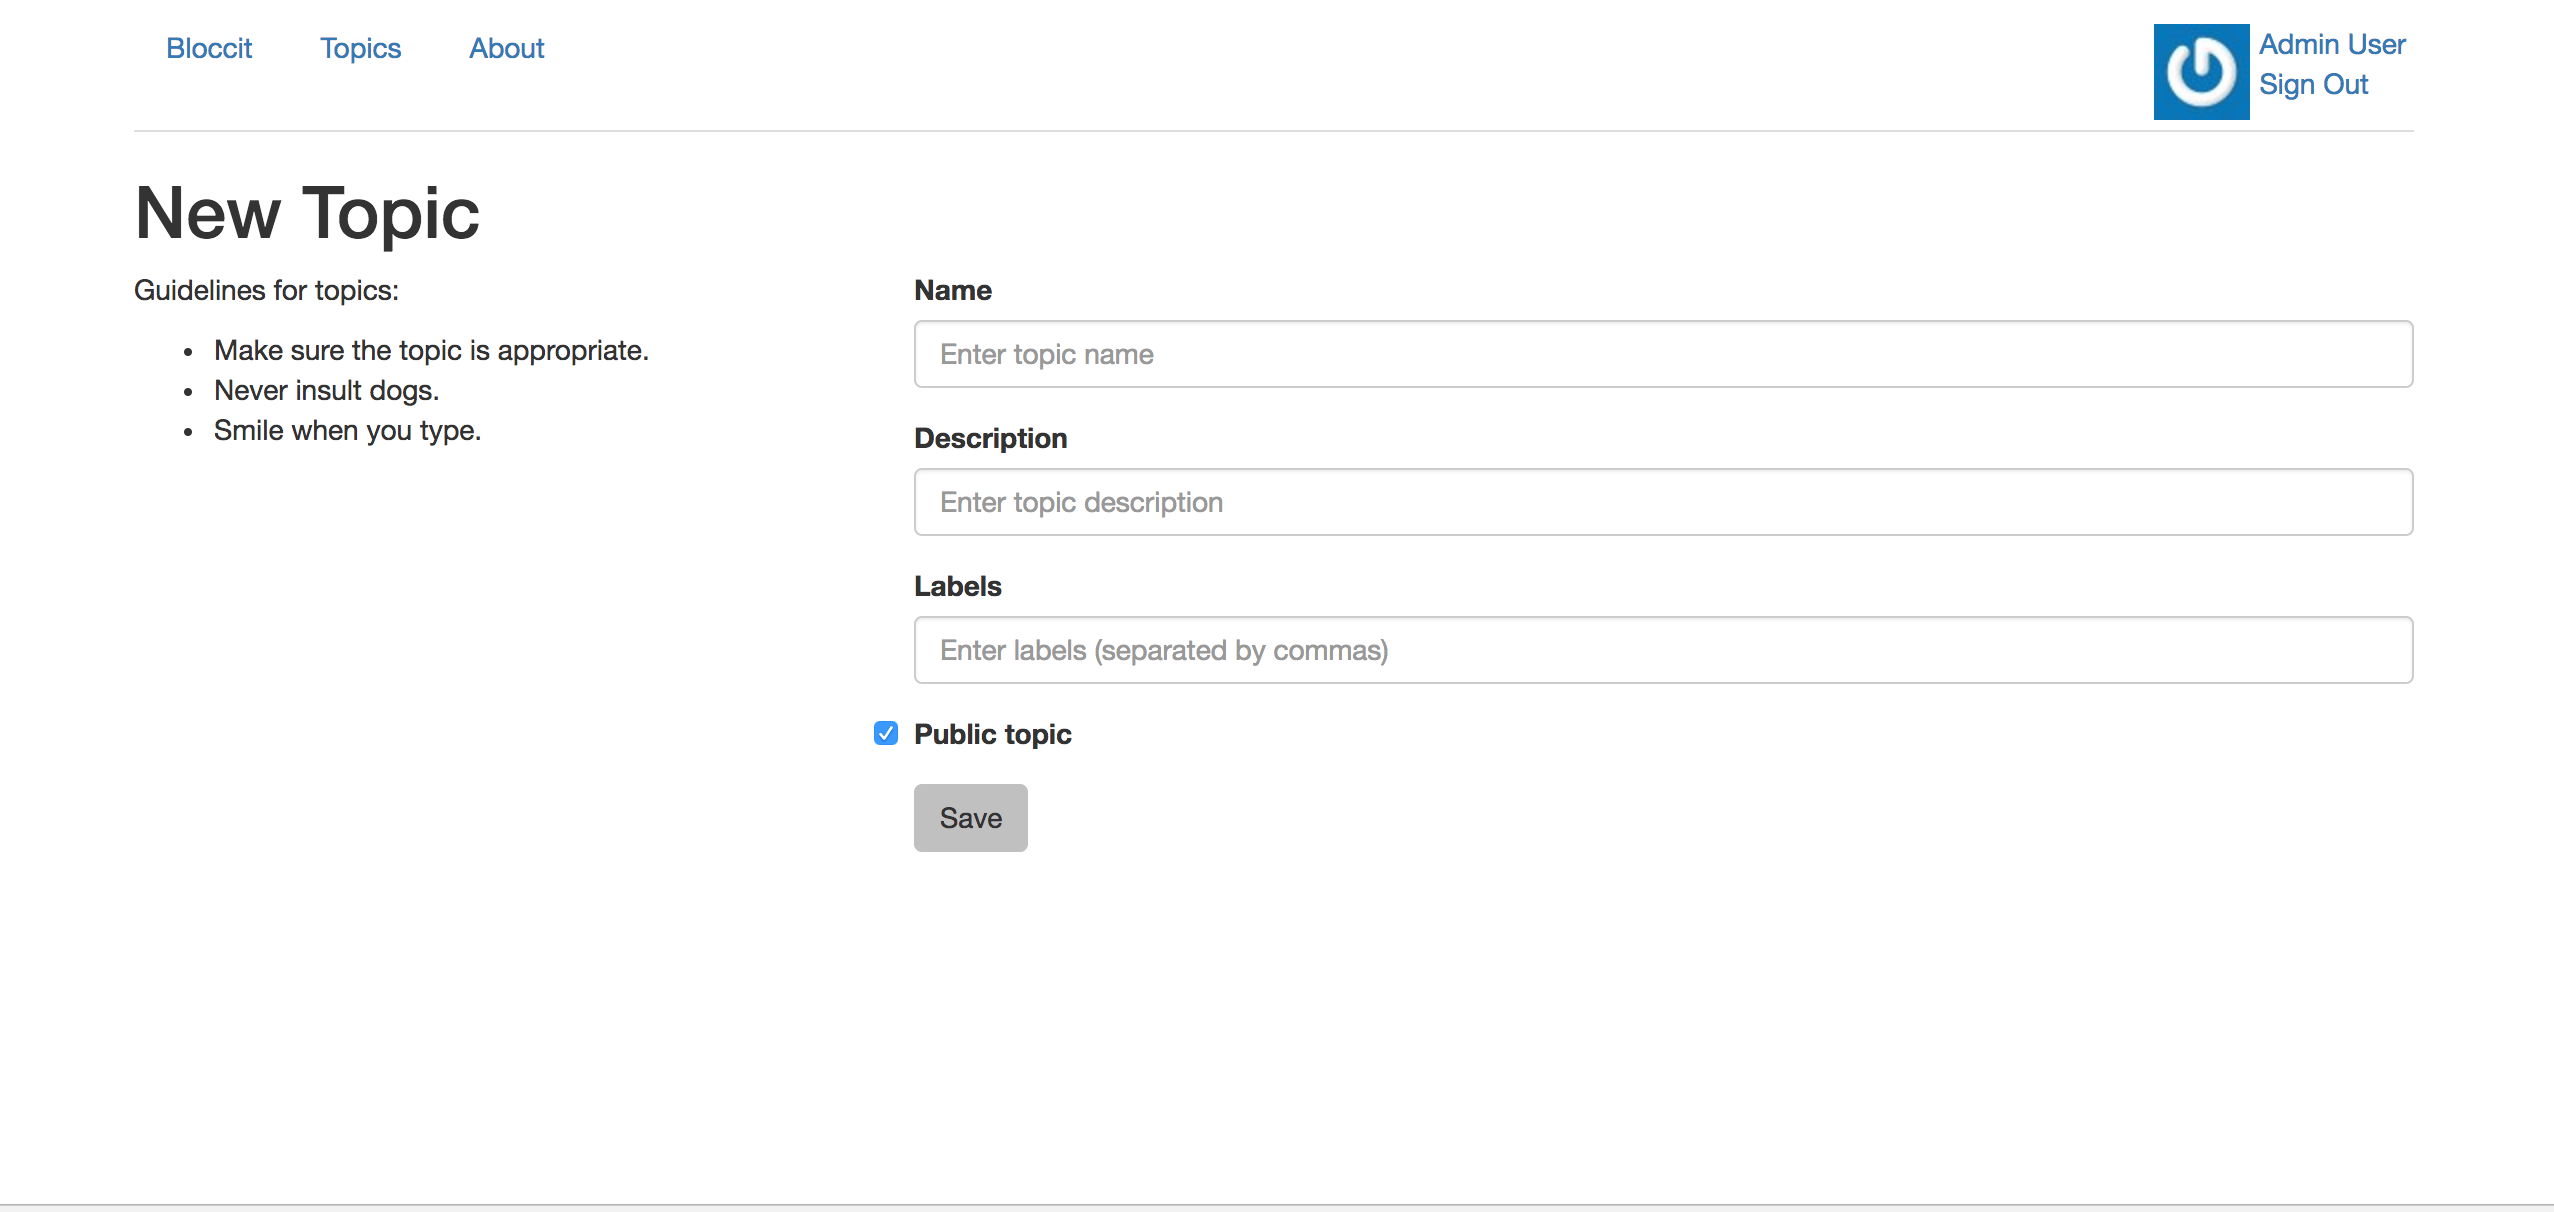 Bloccit Topics About
Admin User
Sign Out
New Topic
Guidelines for topics:
Make sure the topic is appropriate.
Never insult dogs.
Smile when you type.
Name
Enter topic name
Description
Enter topic description
Labels
Enter labels (separated by commas)
Public topic
Save